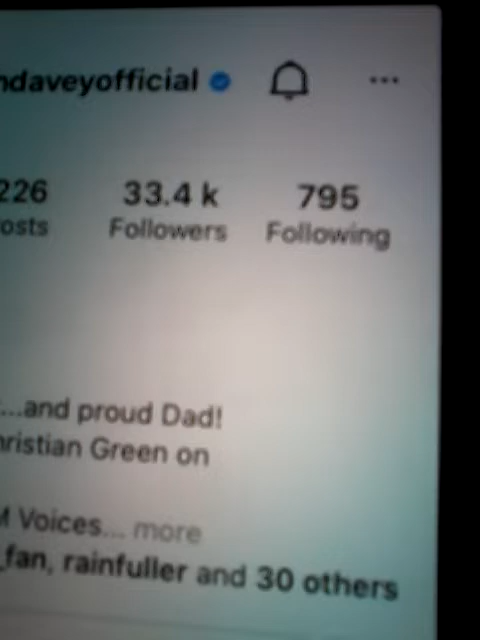 ndaveyofficial
226 33.4 k 795
osts Followers Following
...and proud Dad!
hristian Green on
M Voices... more
_fan, rainfuller and 30 others